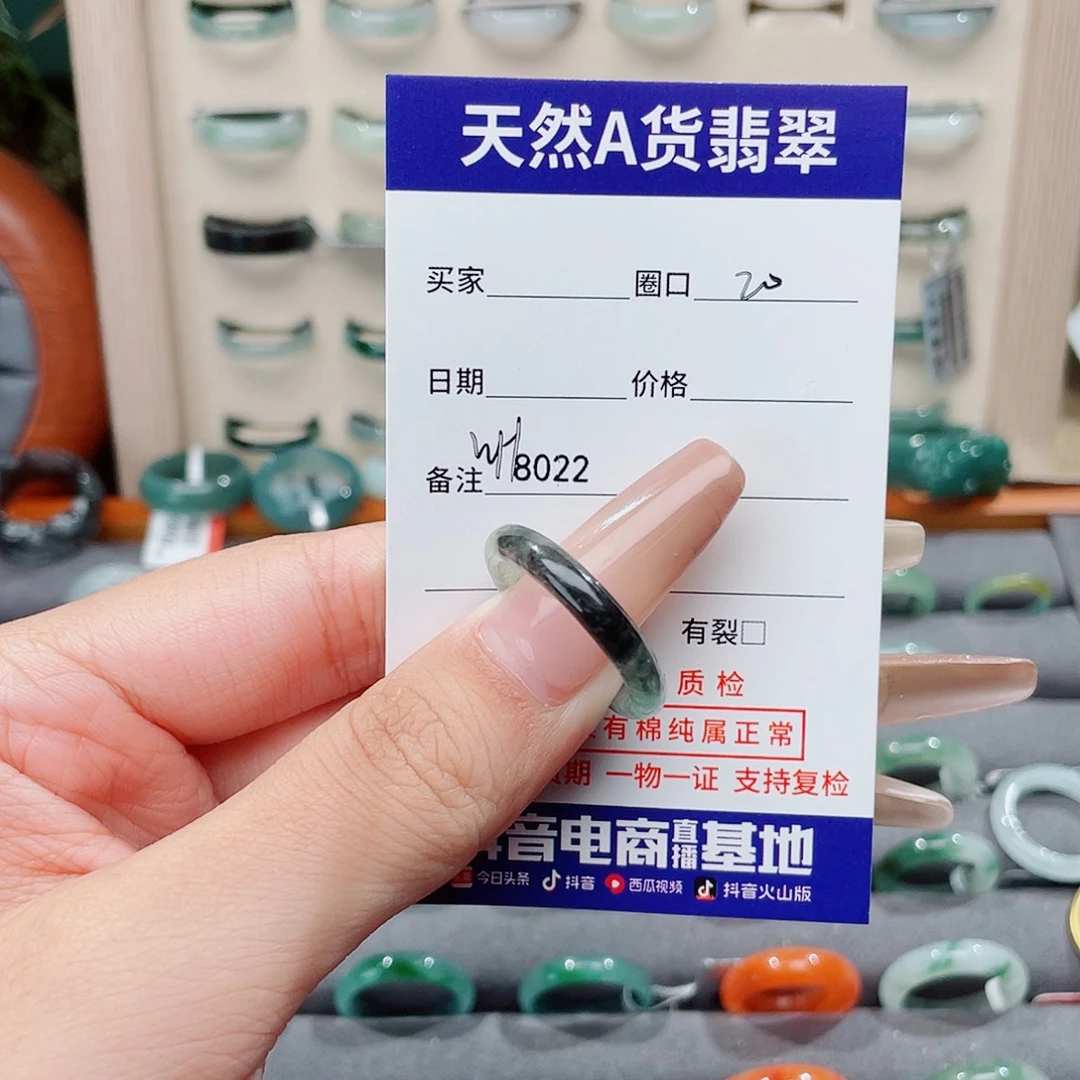 天然A货翡翠
买家 圈口 20
日期 价格
备注 WH8022
有裂□
质检
有棉纯属正常
期 一物一证 支持复检
音电商直播基地
今日头条 抖音 西瓜视频 抖音火山版